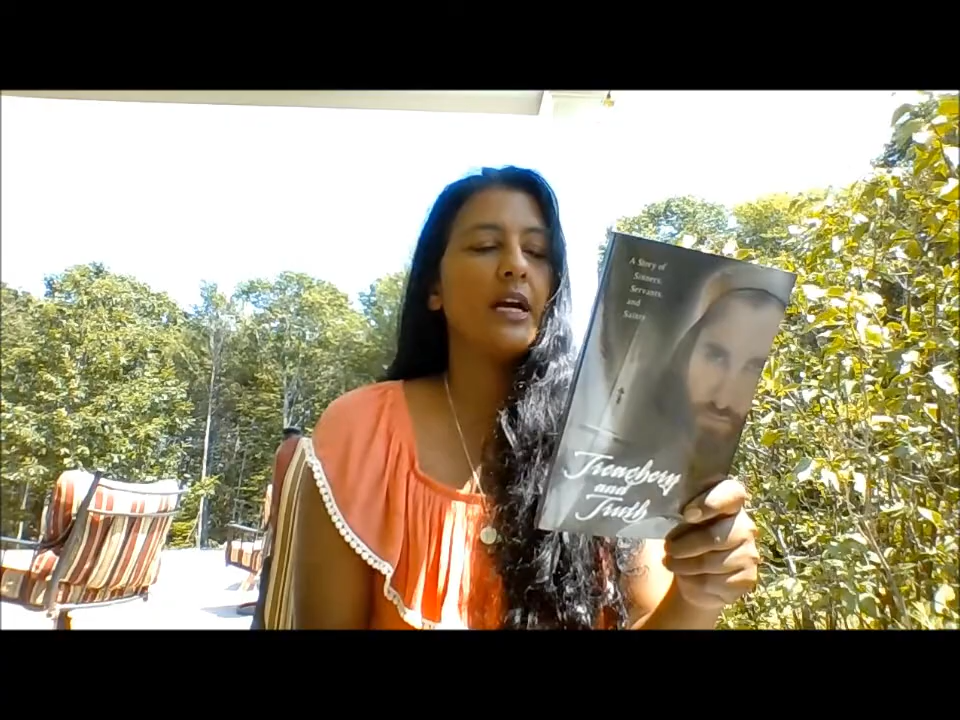 A Story of
Sinners,
Servants,
and
Saints
Treachery
and
Truth